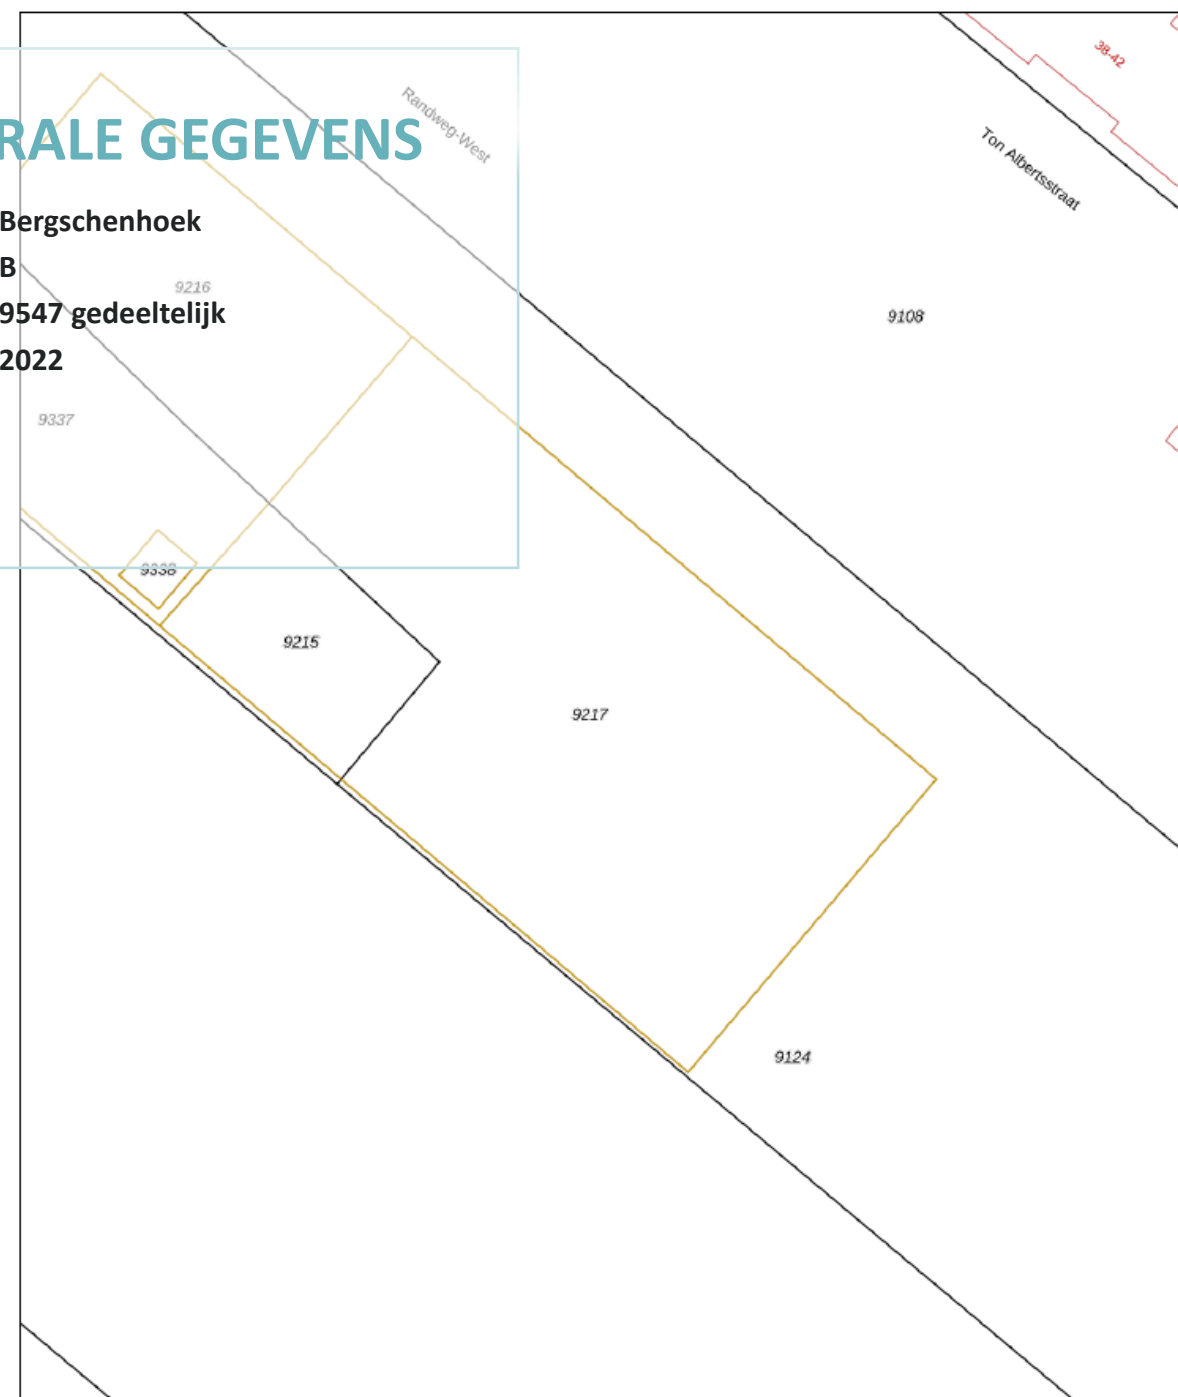 RALE GEGEVENS
Bergschenhoek
B
9547 gedeeltelijk
2022
Randweg-West
38-42
Ton Albertsstraat
9216
9108
9337
9338
9215
9217
9124